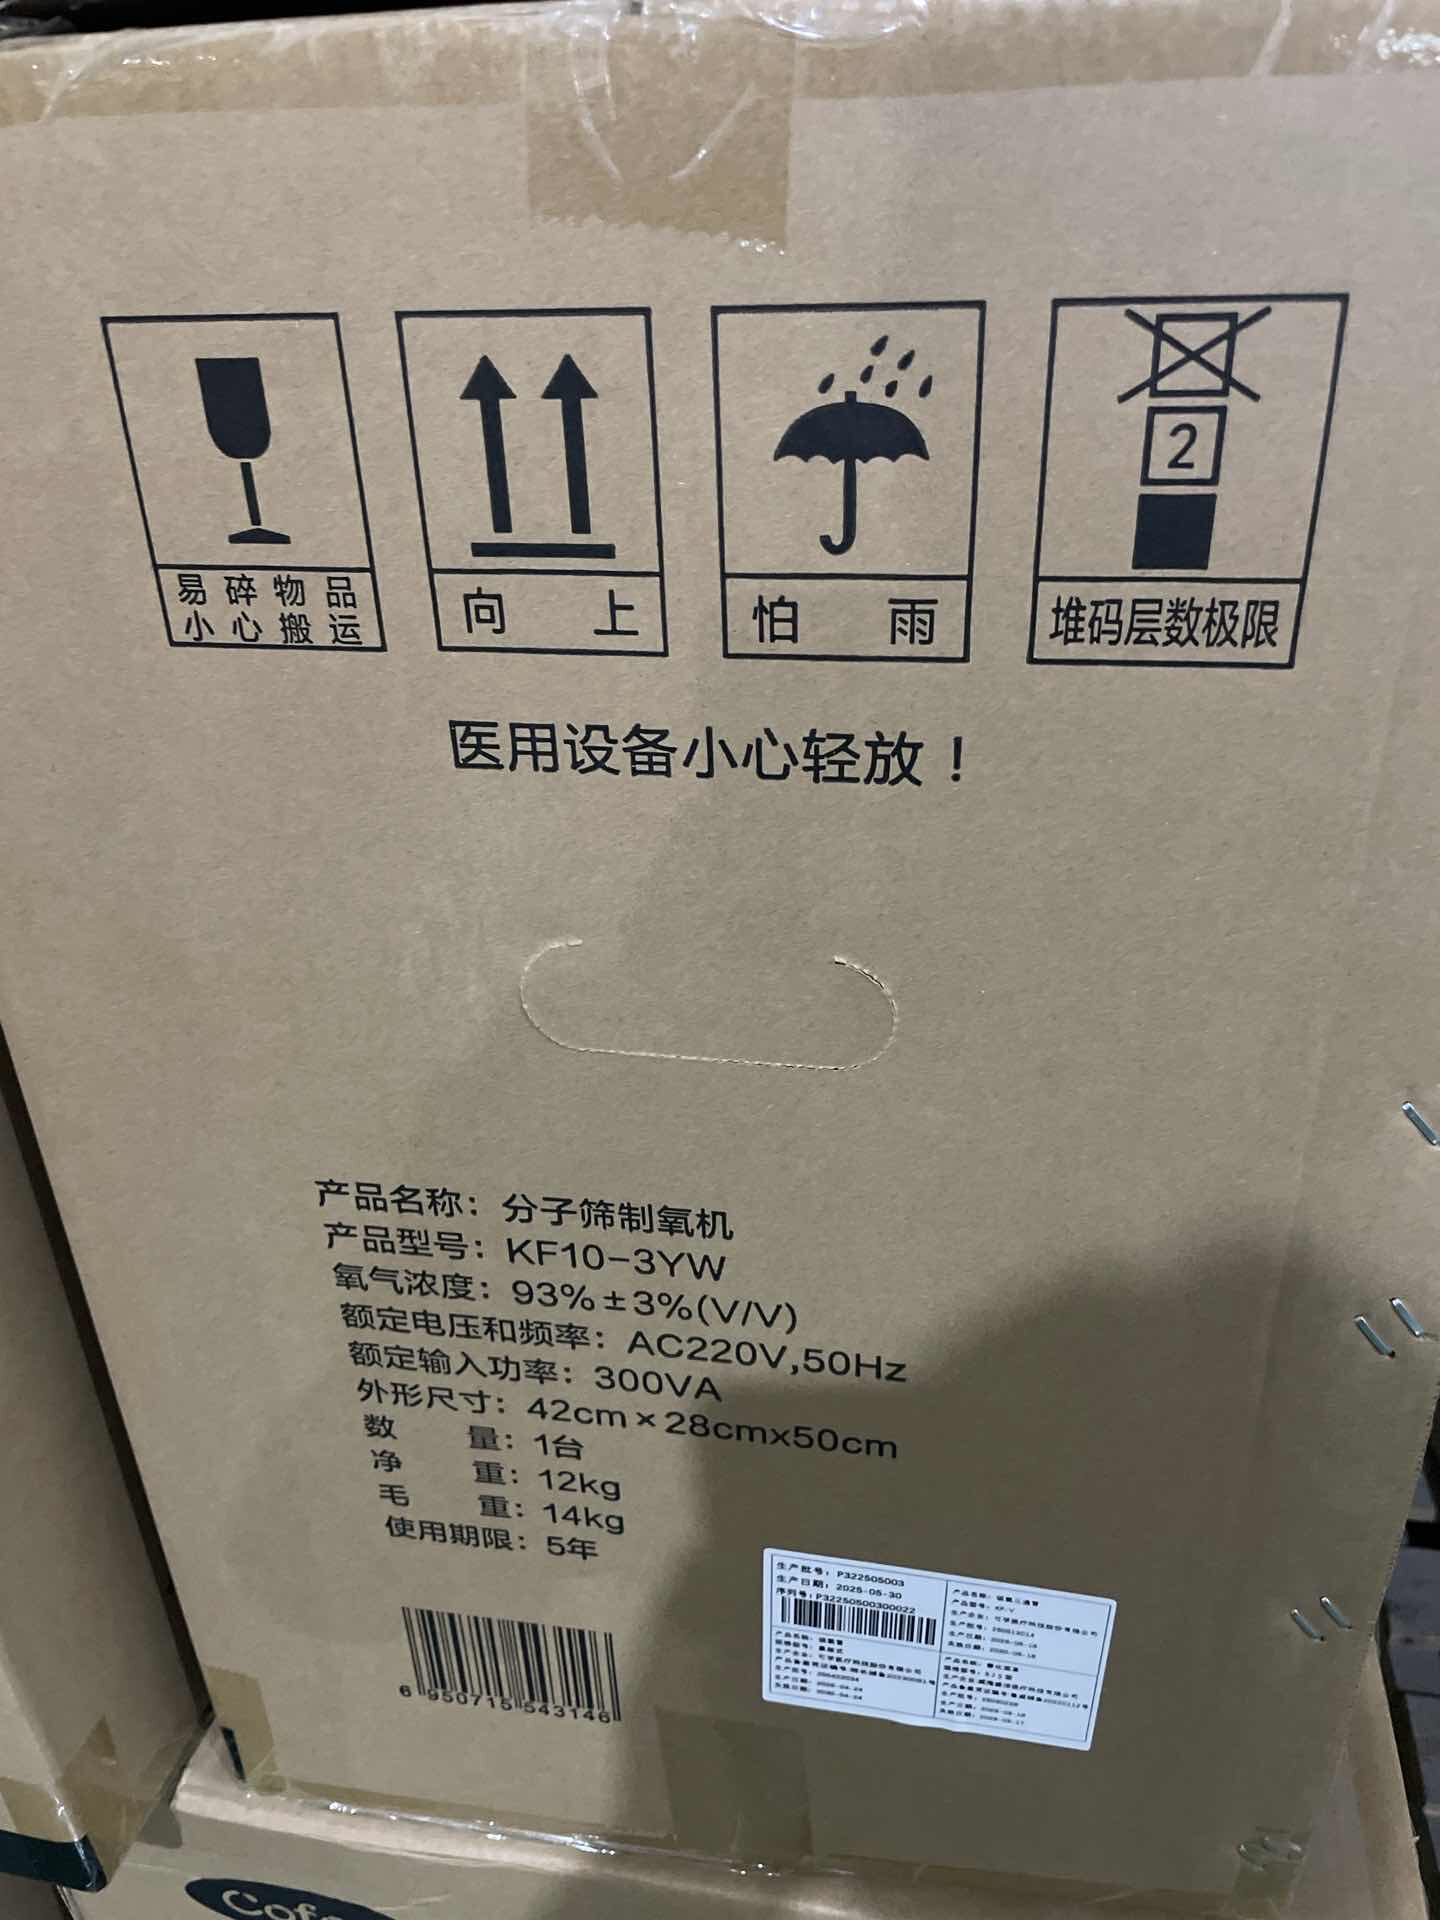 2
易碎物品
小心搬运
向上
怕雨
堆码层数极限
医用设备小心轻放！
产品名称：分子筛制氧机
产品型号：KF10-3YW
氧气浓度：93%±3%(V/V)
额定电压和频率：AC220V,50Hz
额定输入功率：300VA
外形尺寸：42cm×28cmx50cm
数量：1台
净重：12kg
毛重：14kg
使用期限：5年
6 950715 543146
生产批号：P322505003
生产日期：2025-05-30
序列号：P32250500300022